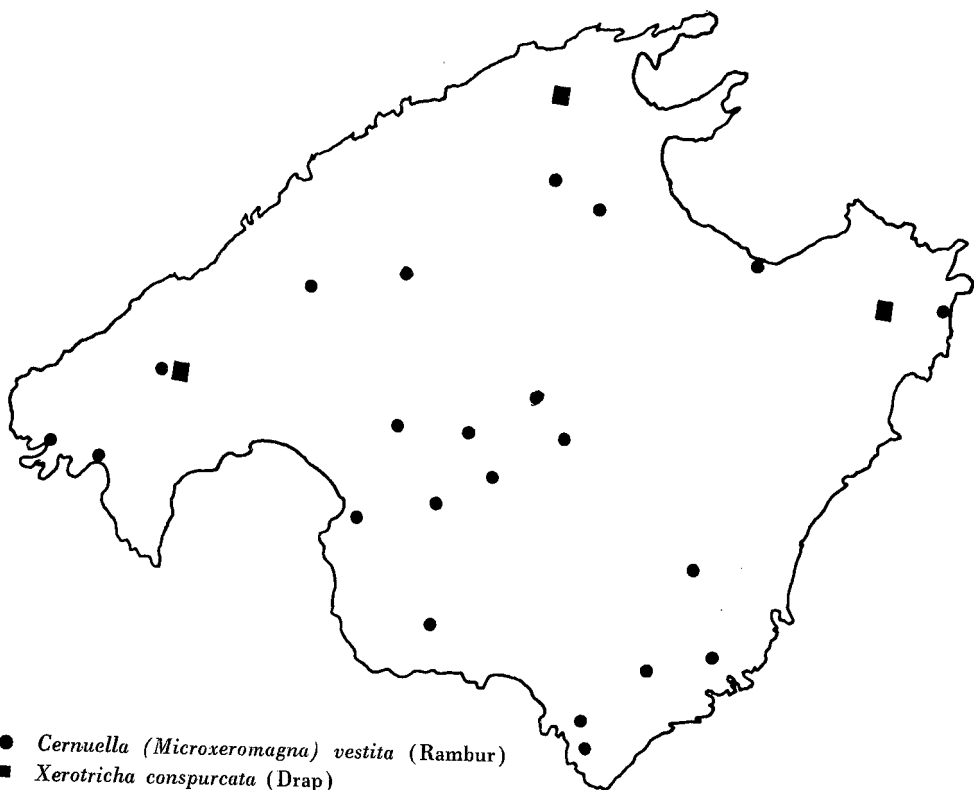 Cernuella (Microxeromagna) vestita (Rambur)
Xerotricha conspurcata (Drap)